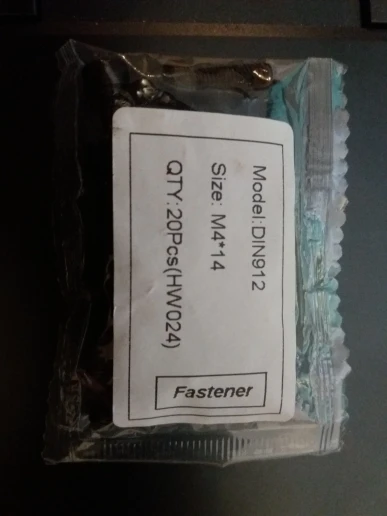 Model:DIN912
Size: M4*14
QTY:20Pcs(HW024)
Fastener